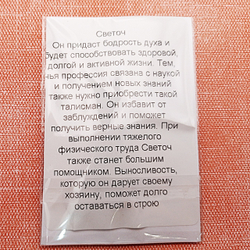 Светоч
Он придаст бодрость духа и
будет способствовать здоровой,
долгой и активной жизни. Тем,
чья профессия связана с наукой
и получением новых знаний
также нужно приобрести такой
талисман. Он избавит от
заблуждений и поможет
получить верные знания. При
выполнении тяжелого
физического труда Светоч
также станет большим
помощником. Выносливость,
которую он дарует своему
хозяину, поможет долго
оставаться в строю